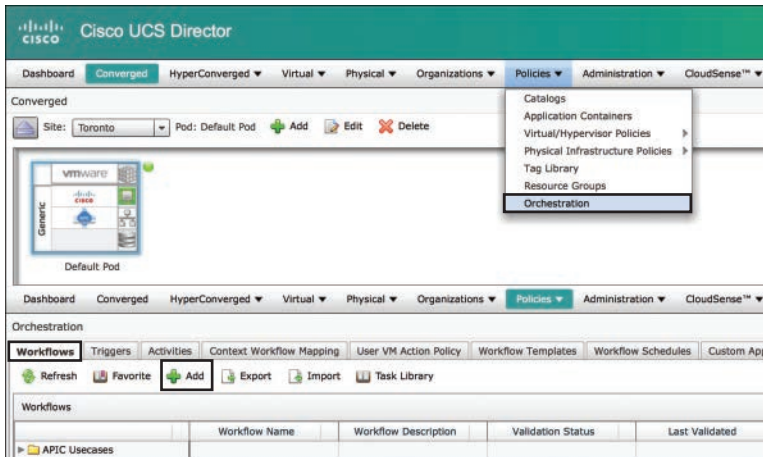 cisco Cisco UCS Director
Dashboard Converged HyperConverged Virtual Physical Organizations Policies Administration CloudSense™
Converged
Site: Toronto Pod: Default Pod Add Edit Delete
Catalogs
Application Containers
Virtual/Hypervisor Policies
Physical Infrastructure Policies
Tag Library
Resource Groups
Orchestration
Generic
vmware
cisco
Default Pod
Dashboard Converged HyperConverged Virtual Physical Organizations Policies Administration CloudSense™
Orchestration
Workflows Triggers Activities Context Workflow Mapping User VM Action Policy Workflow Templates Workflow Schedules Custom App
Refresh Favorite Add Export Import Task Library
Workflows
Workflow Name Workflow Description Validation Status Last Validated
APIC Usecases